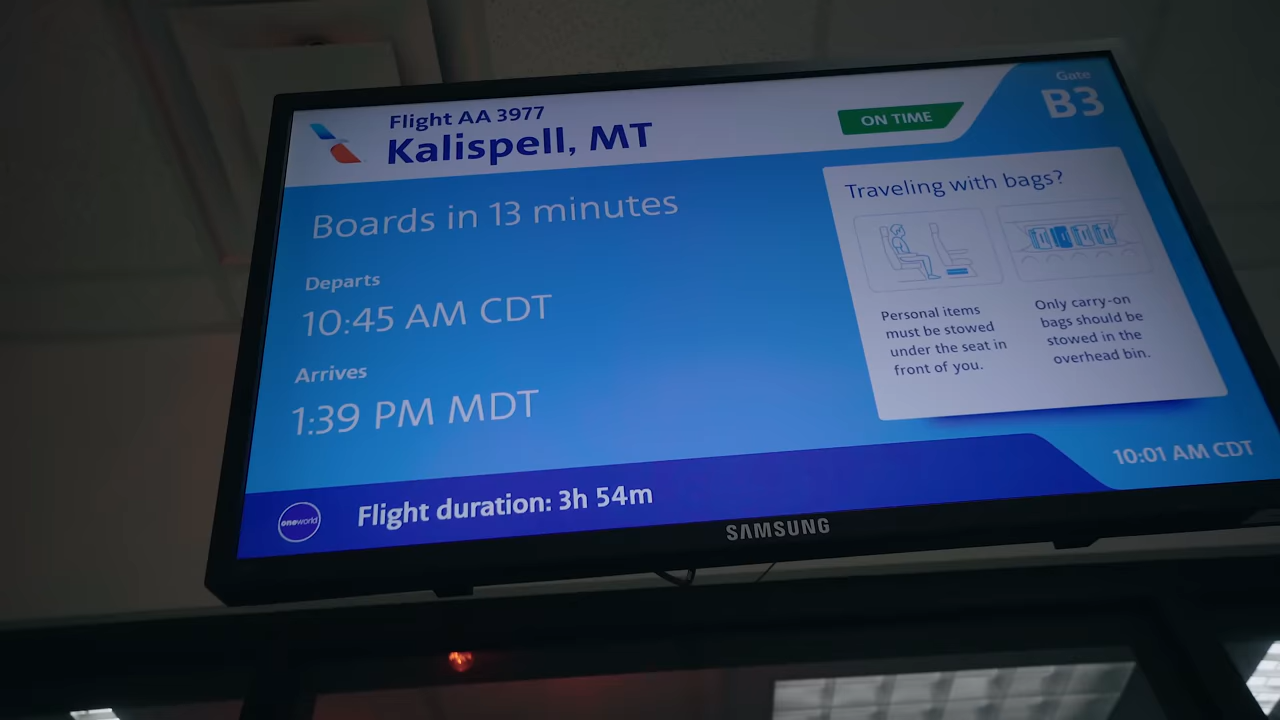 Flight AA 3977
Kalispell, MT
ON TIME
Gate
B3
Boards in 13 minutes
Departs
10:45 AM CDT
Arrives
1:39 PM MDT
Traveling with bags?
Personal items
must be stowed
under the seat in
front of you.
Only carry-on
bags should be
stowed in the
overhead bin.
oneworld
Flight duration: 3h 54m
10:01 AM CDT
SAMSUNG